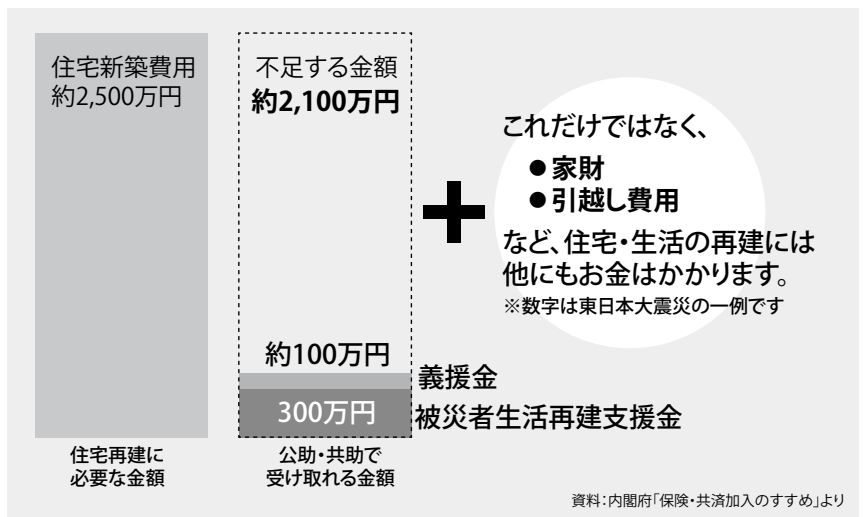 住宅新築費用
約2,500万円
不足する金額
約2,100万円
約100万円
300万円
義援金
被災者生活再建支援金
住宅再建に
必要な金額
公助・共助で
受け取れる金額
+
これだけではなく、
●家財
●引越し費用
など、住宅・生活の再建には
他にもお金はかかります。
※数字は東日本大震災の一例です
資料:内閣府「保険・共済加入のすすめ」より